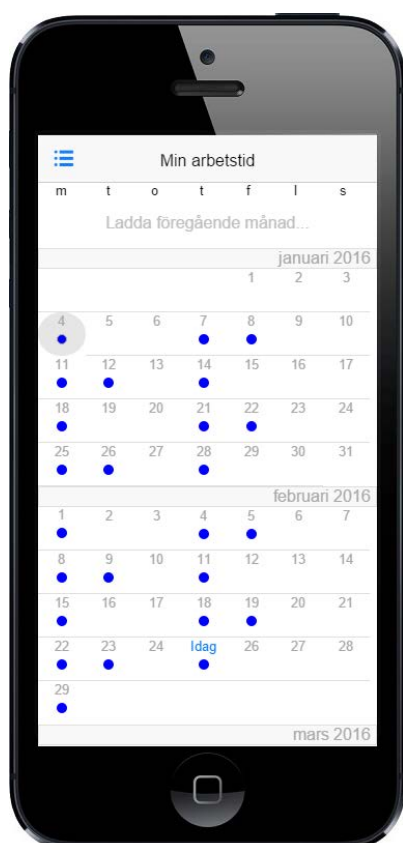 Min arbetstid
m t o t f l s
Ladda föregående månad...
januari 2016
1 2 3
4 5 6 7 8 9 10
11 12 13 14 15 16 17
18 19 20 21 22 23 24
25 26 27 28 29 30 31
februari 2016
1 2 3 4 5 6 7
8 9 10 11 12 13 14
15 16 17 18 19 20 21
22 23 24 Idag 26 27 28
29
mars 2016